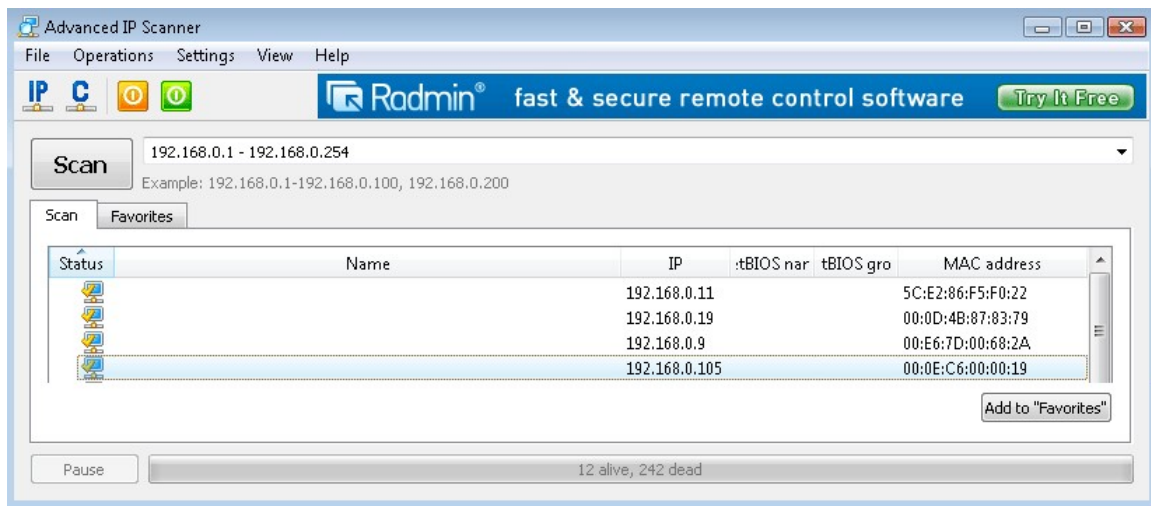 Advanced IP Scanner
File Operations Settings View Help
IP C Radmin® fast & secure remote control software Try It Free
Scan 192.168.0.1 - 192.168.0.254
Example: 192.168.0.1-192.168.0.100, 192.168.0.200
Scan Favorites
Status Name IP :tBIOS nar tBIOS gro MAC address
192.168.0.11 5C:E2:86:F5:F0:22
192.168.0.19 00:0D:4B:87:83:79
192.168.0.9 00:E6:7D:00:68:2A
192.168.0.105 00:0E:C6:00:00:19
Add to "Favorites"
Pause 12 alive, 242 dead